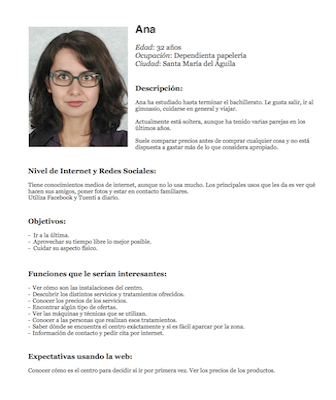 Ana
Edad: 32 años
Ocupación: Dependienta papelería
Ciudad: Santa María del Águila
Descripción:
Ana ha estudiado hasta terminar el bachillerato. Le gusta salir, ir al
gimnasio, cuidarse en general y viajar.
Actualmente está soltera, aunque ha tenido varias parejas en los
últimos años.
Suele comparar precios antes de comprar cualquier cosa y no está
dispuesta a gastar más de lo que considera apropiado.
Nivel de Internet y Redes Sociales:
Tiene conocimientos medios de internet, aunque no lo usa mucho. Los principales usos que les da es ver qué
hacen sus amigos, poner fotos y estar en contacto familiares.
Utiliza Facebook y Tuenti a diario.
Objetivos:
- Ir a la última.
- Aprovechar su tiempo libre lo mejor posible.
- Cuidar su aspecto físico.
Funciones que le serían interesantes:
- Ver cómo son las instalaciones del centro.
- Descubrir los distintos servicios y tratamientos ofrecidos.
- Conocer los precios de los servicios.
- Encontrar algún tipo de ofertas.
- Ver las máquinas y técnicas que se utilizan.
- Conocer a las personas que realizan esos tratamientos.
- Saber dónde se encuentra el centro exáctamente y si es fácil aparcar por la zona.
- Información de contacto y pedir cita por internet.
Expectativas usando la web:
Conocer cómo es el centro para decidir si ir por primera vez. Ver los precios de los productos.